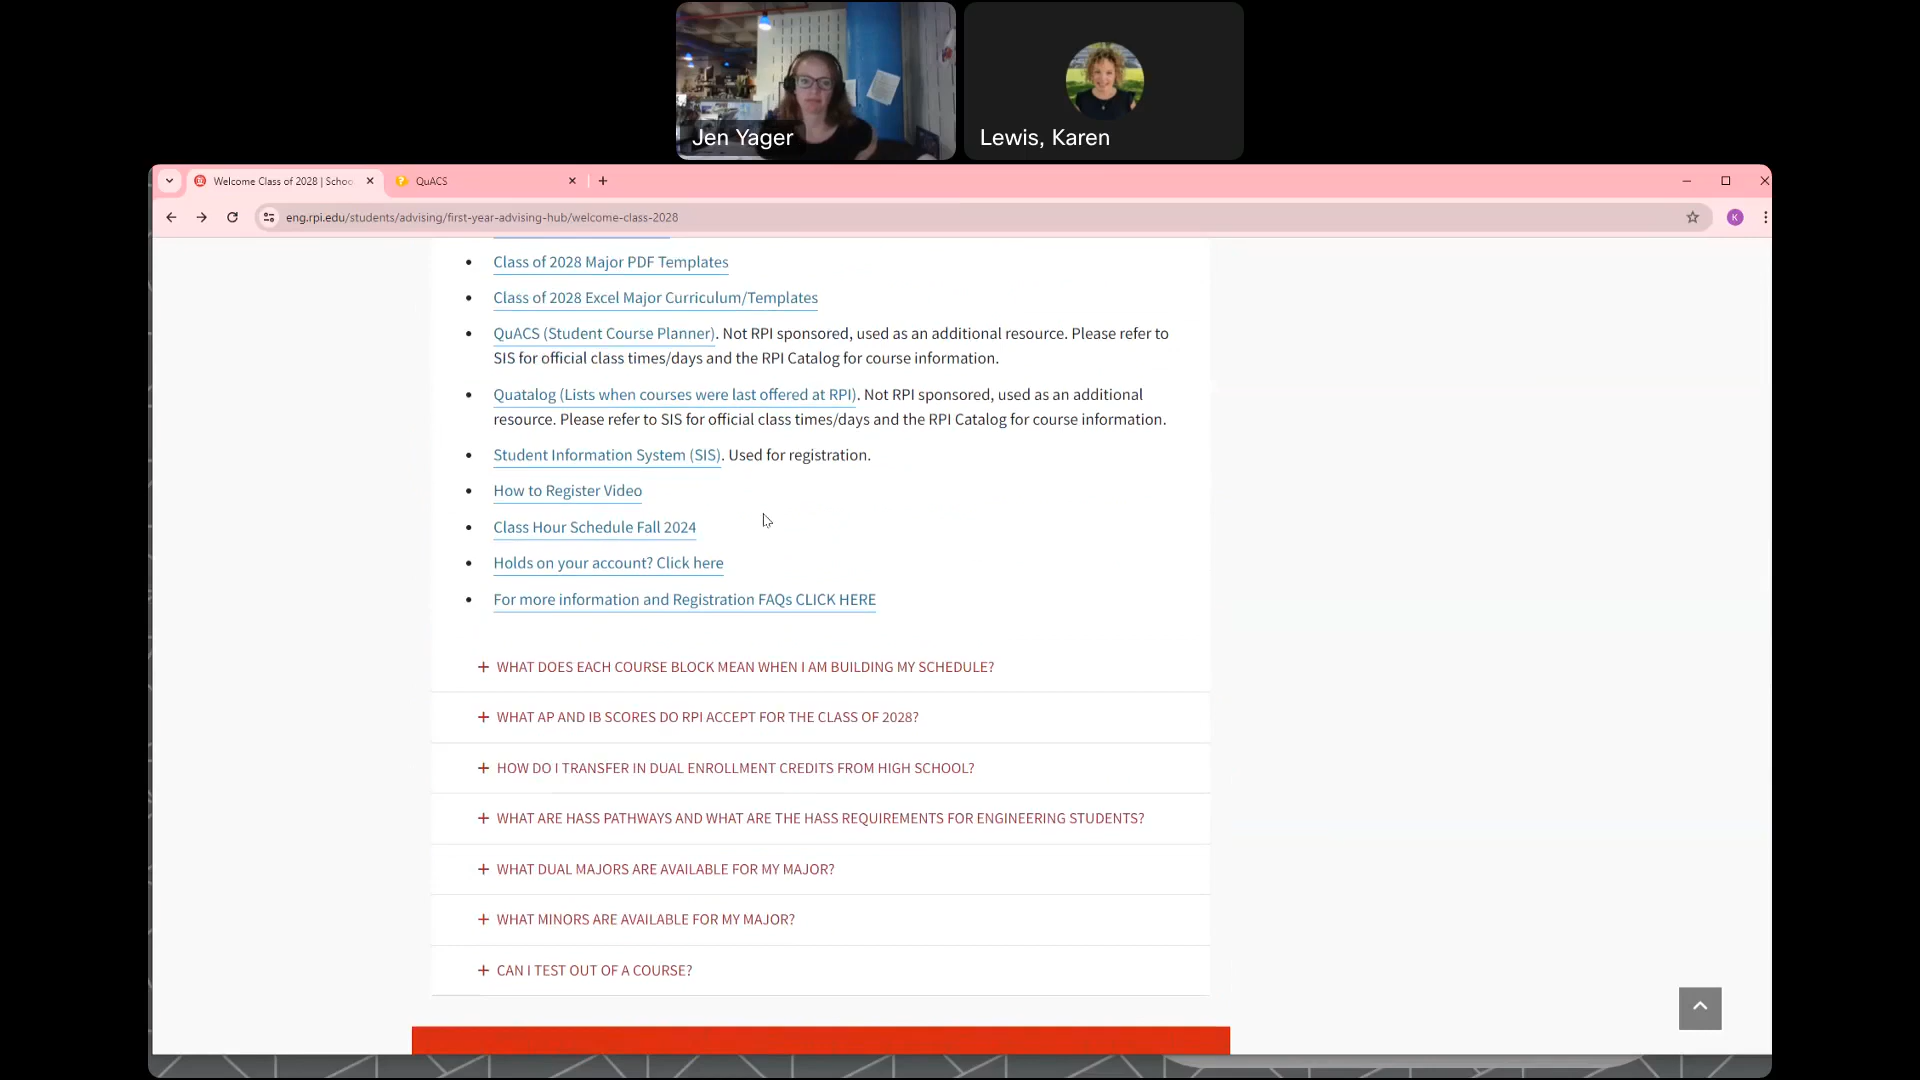 Jen Yager
Lewis, Karen
Welcome Class of 2028 | Schoo
QuACS
eng.rpi.edu/students/advising/first-year-advising-hub/welcome-class-2028
K
Class of 2028 Major PDF Templates
Class of 2028 Excel Major Curriculum/Templates
QuACS (Student Course Planner). Not RPI sponsored, used as an additional resource. Please refer to
SIS for official class times/days and the RPI Catalog for course information.
Quatalog (Lists when courses were last offered at RPI). Not RPI sponsored, used as an additional
resource. Please refer to SIS for official class times/days and the RPI Catalog for course information.
Student Information System (SIS). Used for registration.
How to Register Video
Class Hour Schedule Fall 2024
Holds on your account? Click here
For more information and Registration FAQs CLICK HERE
+ WHAT DOES EACH COURSE BLOCK MEAN WHEN I AM BUILDING MY SCHEDULE?
+ WHAT AP AND IB SCORES DO RPI ACCEPT FOR THE CLASS OF 2028?
+ HOW DO I TRANSFER IN DUAL ENROLLMENT CREDITS FROM HIGH SCHOOL?
+ WHAT ARE HASS PATHWAYS AND WHAT ARE THE HASS REQUIREMENTS FOR ENGINEERING STUDENTS?
+ WHAT DUAL MAJORS ARE AVAILABLE FOR MY MAJOR?
+ WHAT MINORS ARE AVAILABLE FOR MY MAJOR?
+ CAN I TEST OUT OF A COURSE?